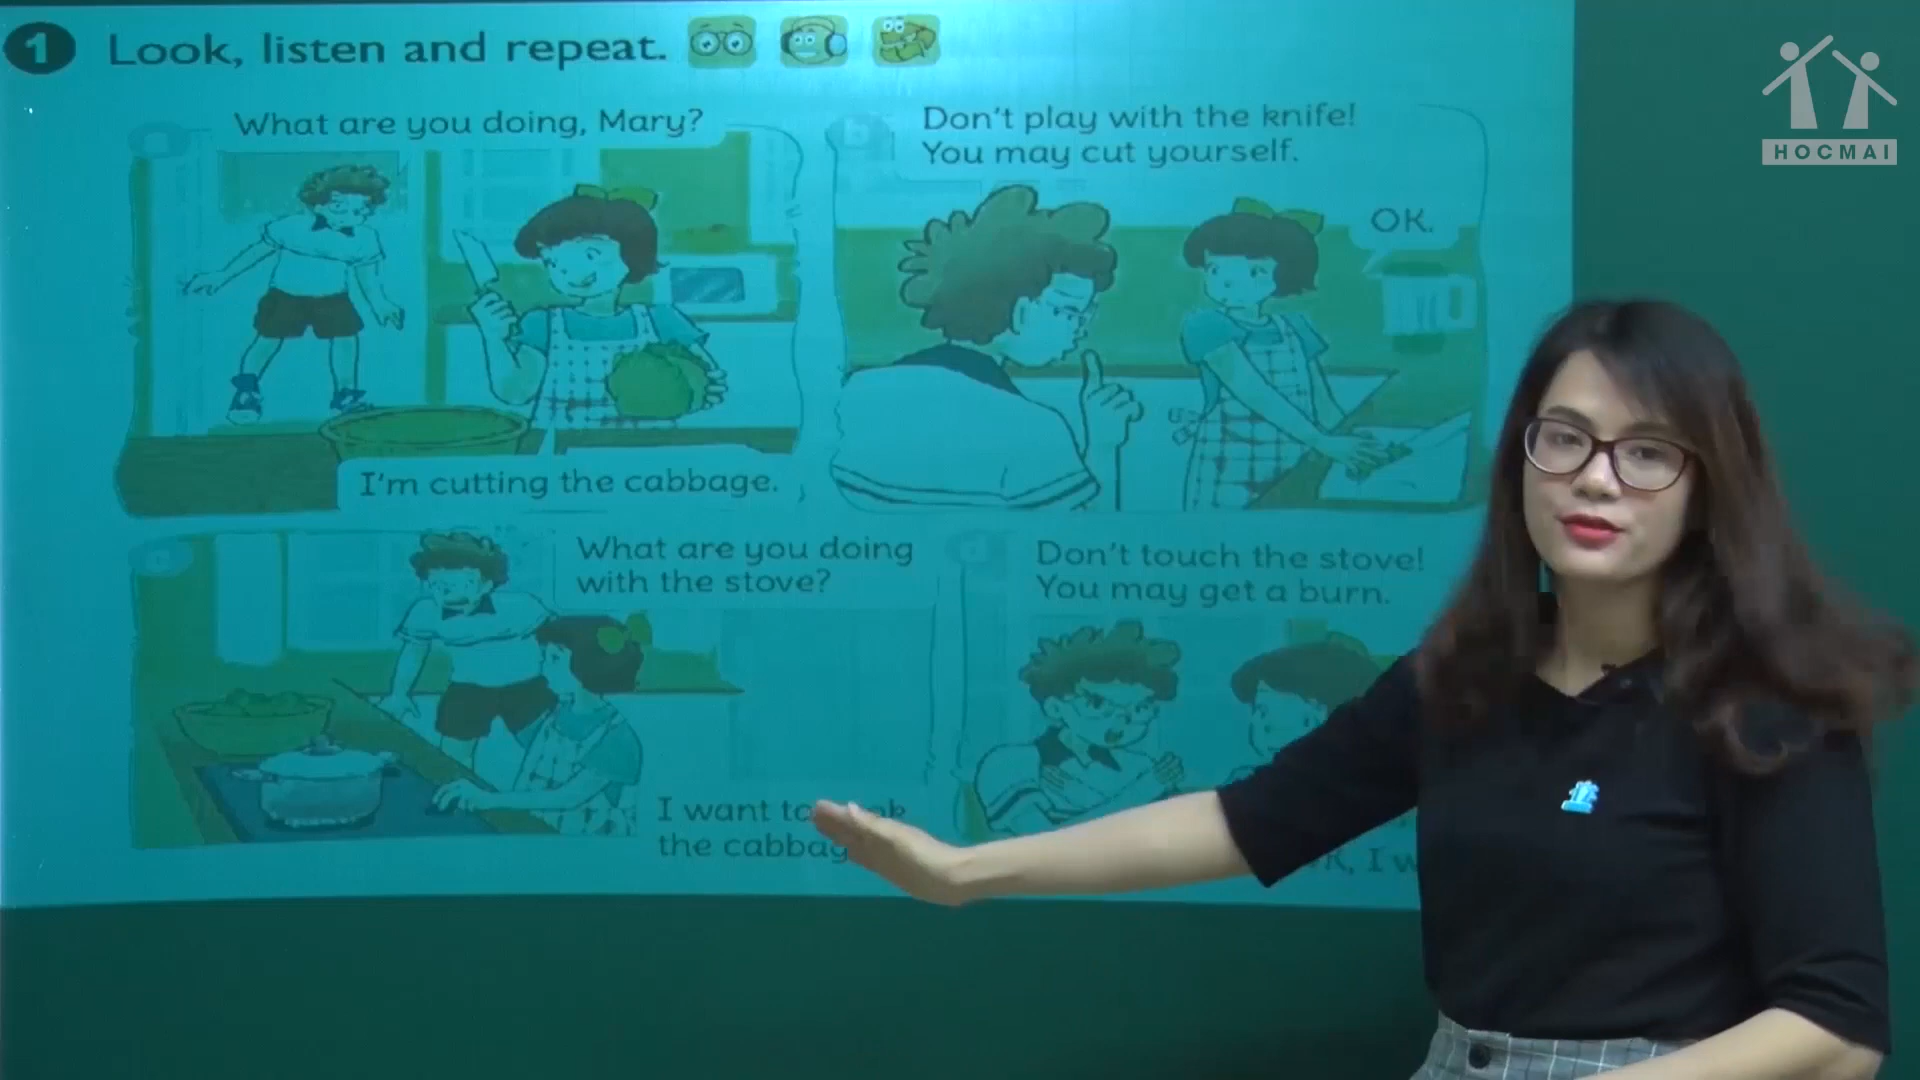 1 Look, listen and repeat.
HOCMAI
What are you doing, Mary?
I'm cutting the cabbage.
b
Don't play with the knife!
You may cut yourself.
OK.
What are you doing
with the stove?
I want to
the
d
Don't touch the stove!
You may get a burn.
I